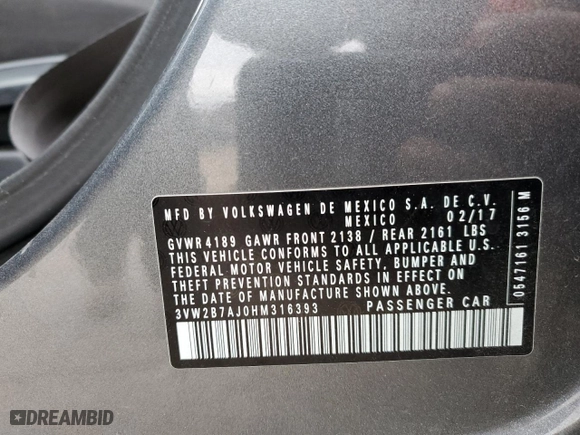 MFD BY VOLKSWAGEN DE MEXICO S.A. DE C.V.
MEXICO 02/17
GVWR 4189 GAWR FRONT 2138 / REAR 2161 LBS
THIS VEHICLE CONFORMS TO ALL APPLICABLE U.S.
FEDERAL MOTOR VEHICLE SAFETY, BUMPER AND
THEFT PREVENTION STANDARDS IN EFFECT ON
THE DATE OF MANUFACTURE SHOWN ABOVE.
3VW2B7AJ0HM316393 PASSENGER CAR
0547161 3156 M
DREAMBID